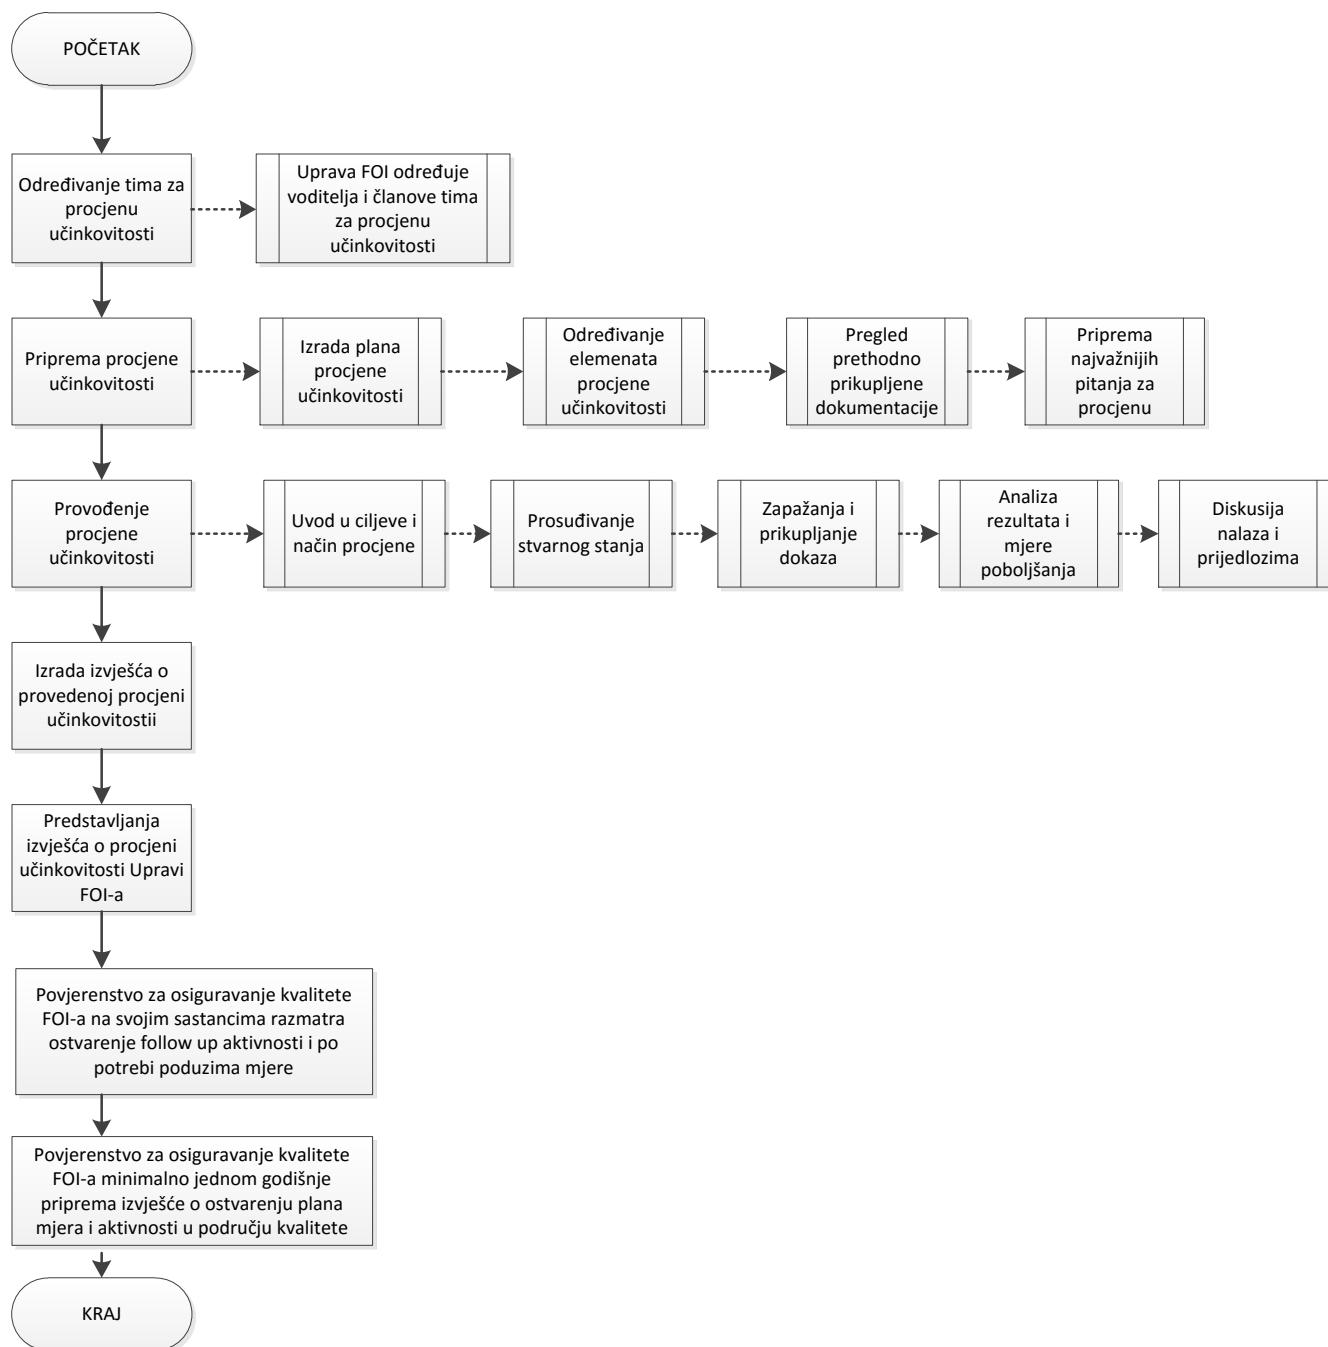 POČETAK
Određivanje tima za
procjenu
učinkovitosti
Uprava FOI određuje
voditelja i članove tima
za procjenu
učinkovitosti
Priprema procjene
učinkovitosti
Izrada plana
procjene
učinkovitosti
Određivanje
elemenata
procjene
učinkovitosti
Pregled
prethodno
prikupljene
dokumentacije
Priprema
najvažnijih
pitanja za
procjenu
Provođenje
procjene
učinkovitosti
Uvod u ciljeve i
način procjene
Prosuđivanje
stvarnog stanja
Zapažanja i
prikupljanje
dokaza
Analiza
rezultata i
mjere
poboljšanja
Diskusija
nalaza i
prijedlozima
Izrada izvješća o
provedenoj procjeni
učinkovitostii
Predstavljanja
izvješća o procjeni
učinkovitosti Upravi
FOI-a
Povjerenstvo za osiguravanje kvalitete
FOI-a na svojim sastancima razmatra
ostvarenje follow up aktivnosti i po
potrebi poduzima mjere
Povjerenstvo za osiguravanje kvalitete
FOI-a minimalno jednom godišnje
priprema izvješće o ostvarenju plana
mjera i aktivnosti u području kvalitete
KRAJ